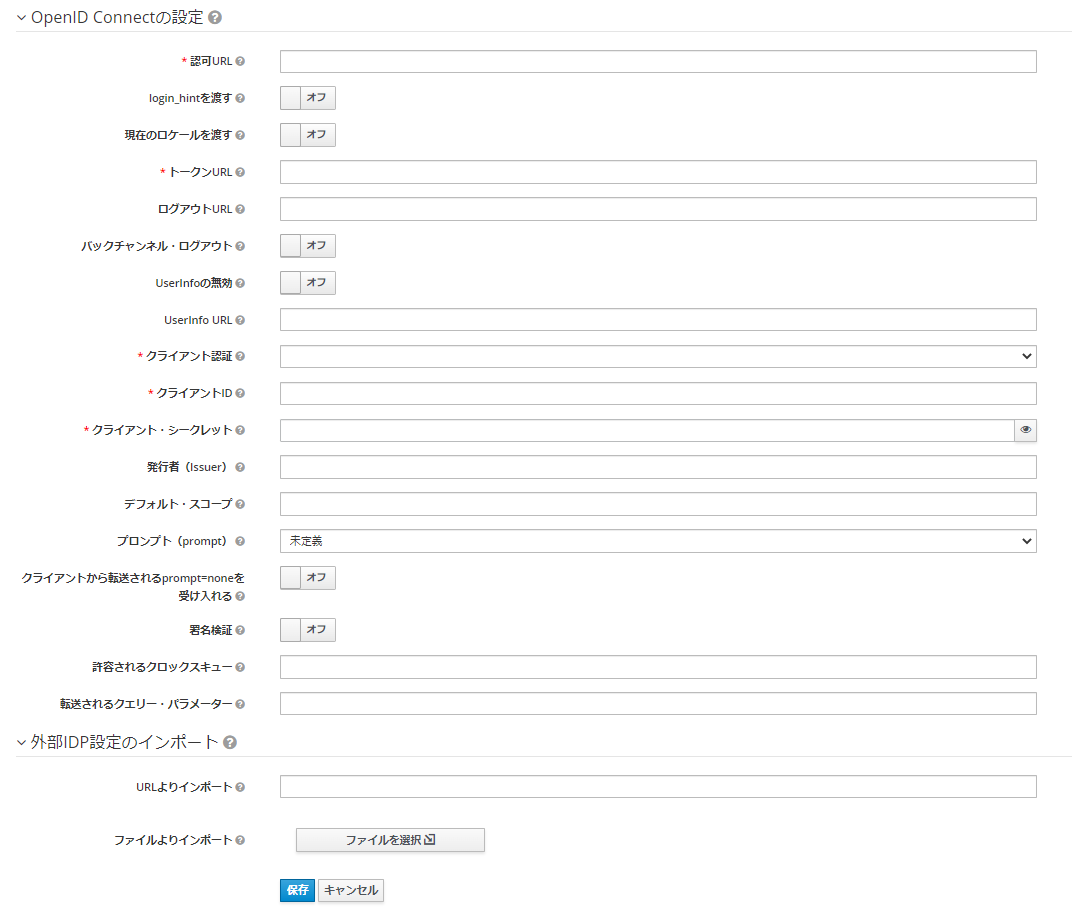 OpenID Connectの設定
* 認可URL
login_hintを渡す
オフ
現在のロケールを渡す
オフ
* トークンURL
ログアウトURL
バックチャンネル・ログアウト
オフ
UserInfoの無効
オフ
UserInfo URL
* クライアント認証
* クライアントID
* クライアント・シークレット
発行者（Issuer）
デフォルト・スコープ
プロンプト（prompt）
未定義
クライアントから転送されるprompt=noneを
受け入れる
オフ
署名検証
オフ
許容されるクロックスキュー
転送されるクエリー・パラメーター
外部IDP設定のインポート
URLよりインポート
ファイルよりインポート
ファイルを選択
保存
キャンセル